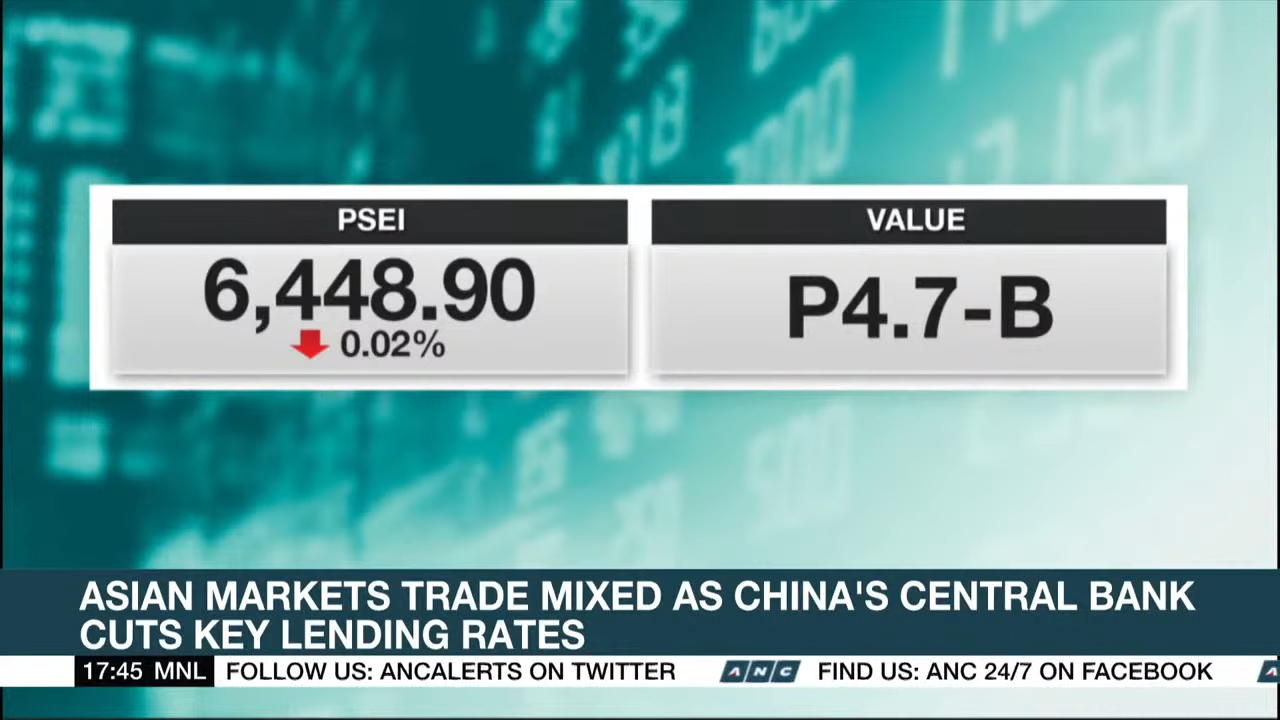 PSEI
6,448.90
0.02%
VALUE
P4.7-B
ASIAN MARKETS TRADE MIXED AS CHINA'S CENTRAL BANK
CUTS KEY LENDING RATES
17:45 MNL FOLLOW US: ANCALERTS ON TWITTER ANC FIND US: ANC 24/7 ON FACEBOOK